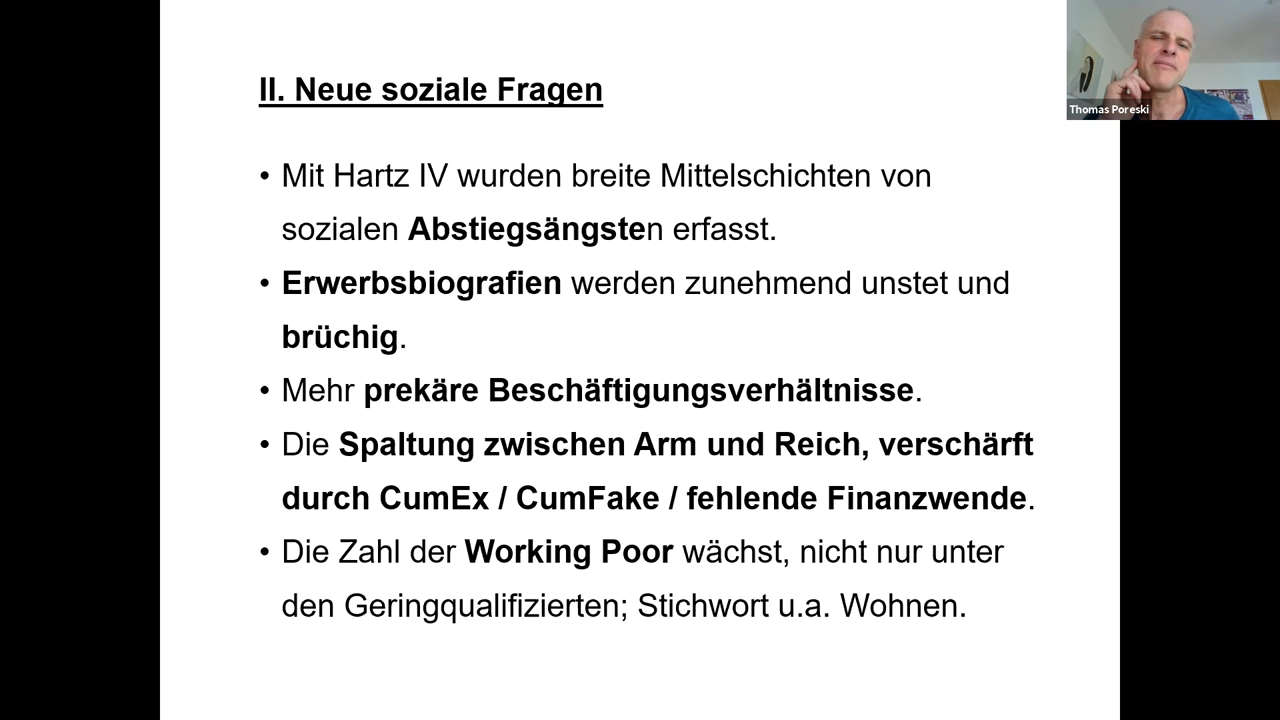 II. Neue soziale Fragen
Thomas Poreski
• Mit Hartz IV wurden breite Mittelschichten von
sozialen Abstiegsängsten erfasst.
• Erwerbsbiografien werden zunehmend unstet und
brüchig.
• Mehr prekäre Beschäftigungsverhältnisse.
• Die Spaltung zwischen Arm und Reich, verschärft
durch CumEx / CumFake / fehlende Finanzwende.
• Die Zahl der Working Poor wächst, nicht nur unter
den Geringqualifizierten; Stichwort u.a. Wohnen.